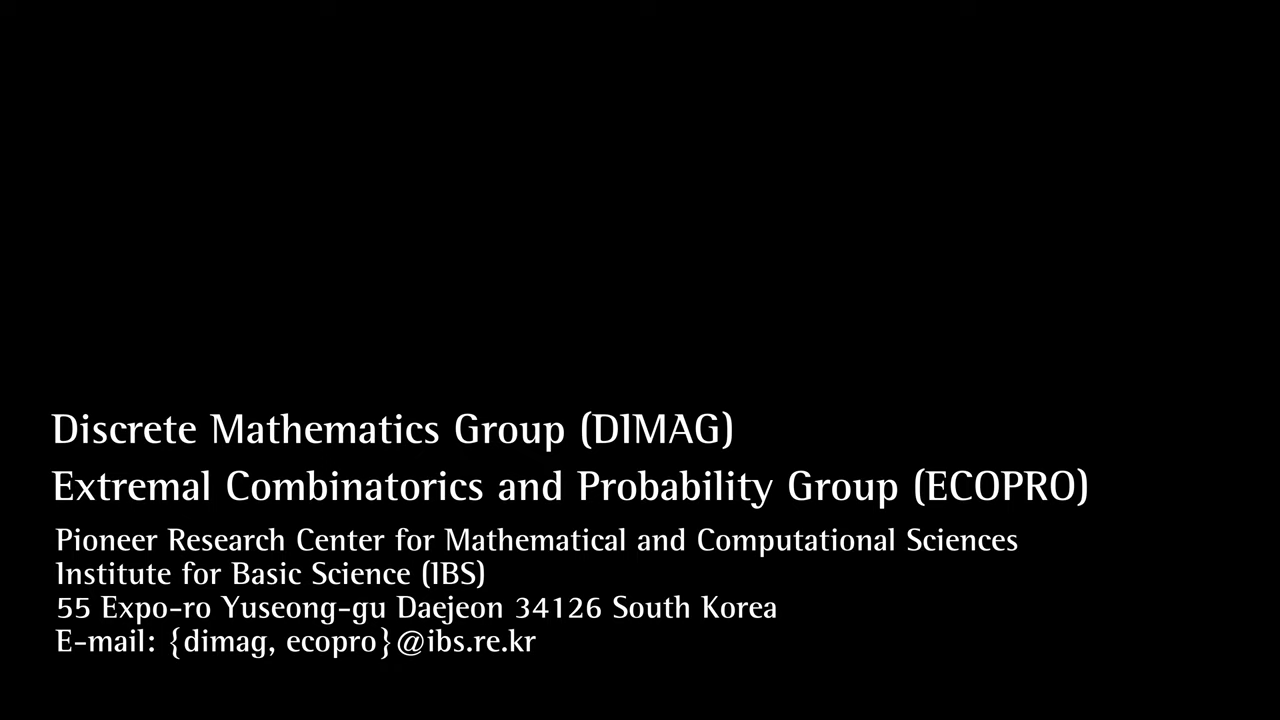 Discrete Mathematics Group (DIMAG)
Extremal Combinatorics and Probability Group (ECOPRO)
Pioneer Research Center for Mathematical and Computational Sciences
Institute for Basic Science (IBS)
55 Expo-ro Yuseong-gu Daejeon 34126 South Korea
E-mail: {dimag, ecopro}@ibs.re.kr